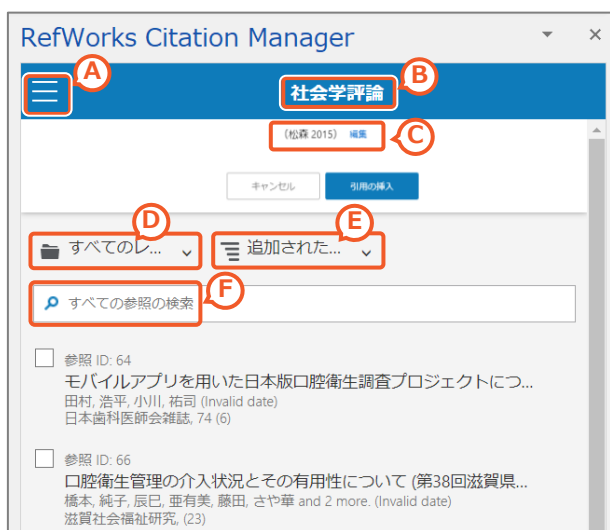 RefWorks Citation Manager
A
B
社会学評論
C
(松森 2015) 編集
キャンセル 引用の挿入
D
E
すべてのレ... 追加された...
F
すべての参照の検索
参照 ID: 64
モバイルアプリを用いた日本版口腔衛生調査プロジェクトにつ...
田村, 浩平, 小川, 祐司 (Invalid date)
日本歯科医師会雑誌, 74 (6)
参照 ID: 66
口腔衛生管理の介入状況とその有用性について (第38回滋賀県...
橋本, 純子, 辰巳, 亜有美, 藤田, さや華 and 2 more. (Invalid date)
滋賀社会福祉研究, (23)